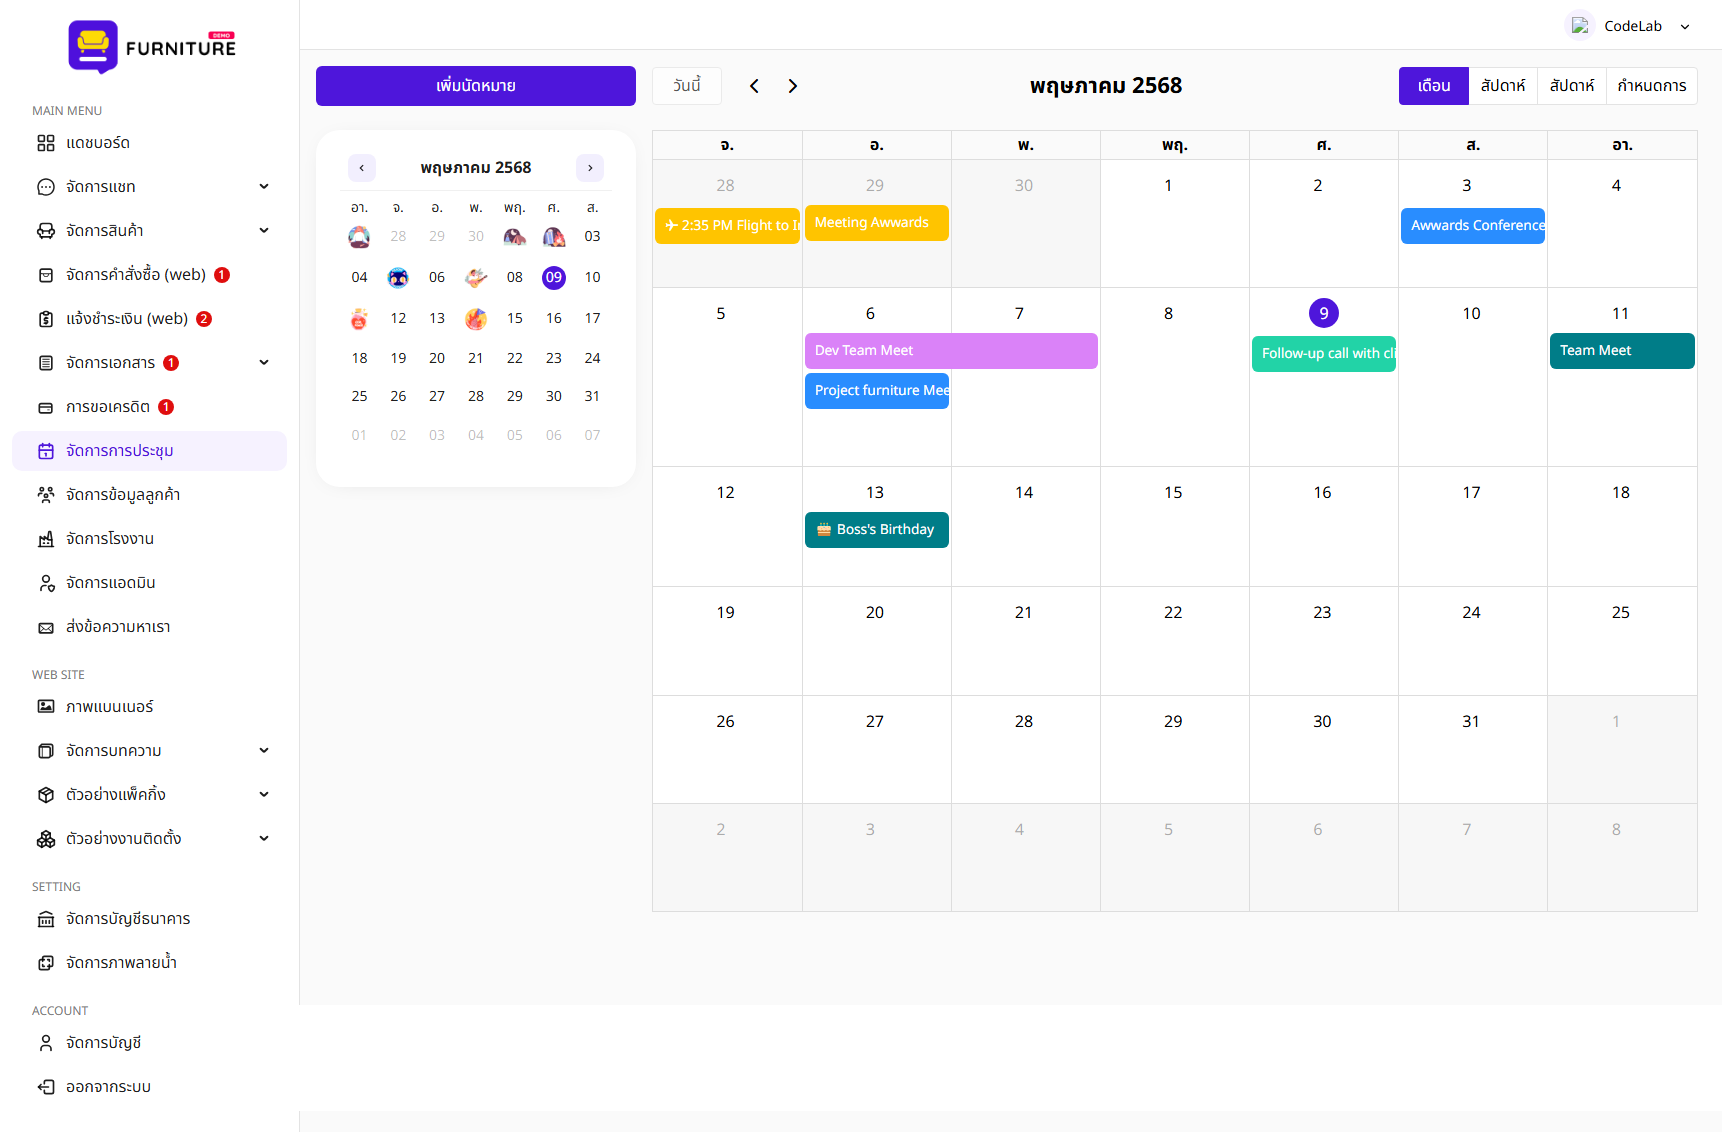 DEMO
FURNITURE
MAIN MENU
แดชบอร์ด
จัดการแชท
จัดการสินค้า
จัดการคำสั่งซื้อ (web) 1
แจ้งชำระเงิน (web) 2
จัดการเอกสาร 1
การขอเครดิต 1
จัดการการประชุม
จัดการข้อมูลลูกค้า
จัดการโรงงาน
จัดการแอดมิน
ส่งข้อความหาเรา
WEB SITE
ภาพแบนเนอร์
จัดการบทความ
ตัวอย่างแพ็คกิ้ง
ตัวอย่างงานติดตั้ง
SETTING
จัดการบัญชีธนาคาร
จัดการภาพลายน้ำ
ACCOUNT
จัดการบัญชี
ออกจากระบบ
CodeLab
เพิ่มนัดหมาย
พฤษภาคม 2568
อา. จ. อ. พ. พฤ. ศ. ส.
28 29 30 03
04 06 08 09 10
12 13 15 16 17
18 19 20 21 22 23 24
25 26 27 28 29 30 31
01 02 03 04 05 06 07
วันนี้
พฤษภาคม 2568
เดือน สัปดาห์ สัปดาห์ กำหนดการ
จ. อ. พ. พฤ. ศ. ส. อา.
28 29 30 1 2 3 4
2:35 PM Flight to I
Meeting Awwards
Awwards Conference
5 6 7 8 9 10 11
Dev Team Meet
Follow-up call with cli
Team Meet
Project furniture Mee
12 13 14 15 16 17 18
Boss's Birthday
19 20 21 22 23 24 25
26 27 28 29 30 31 1
2 3 4 5 6 7 8